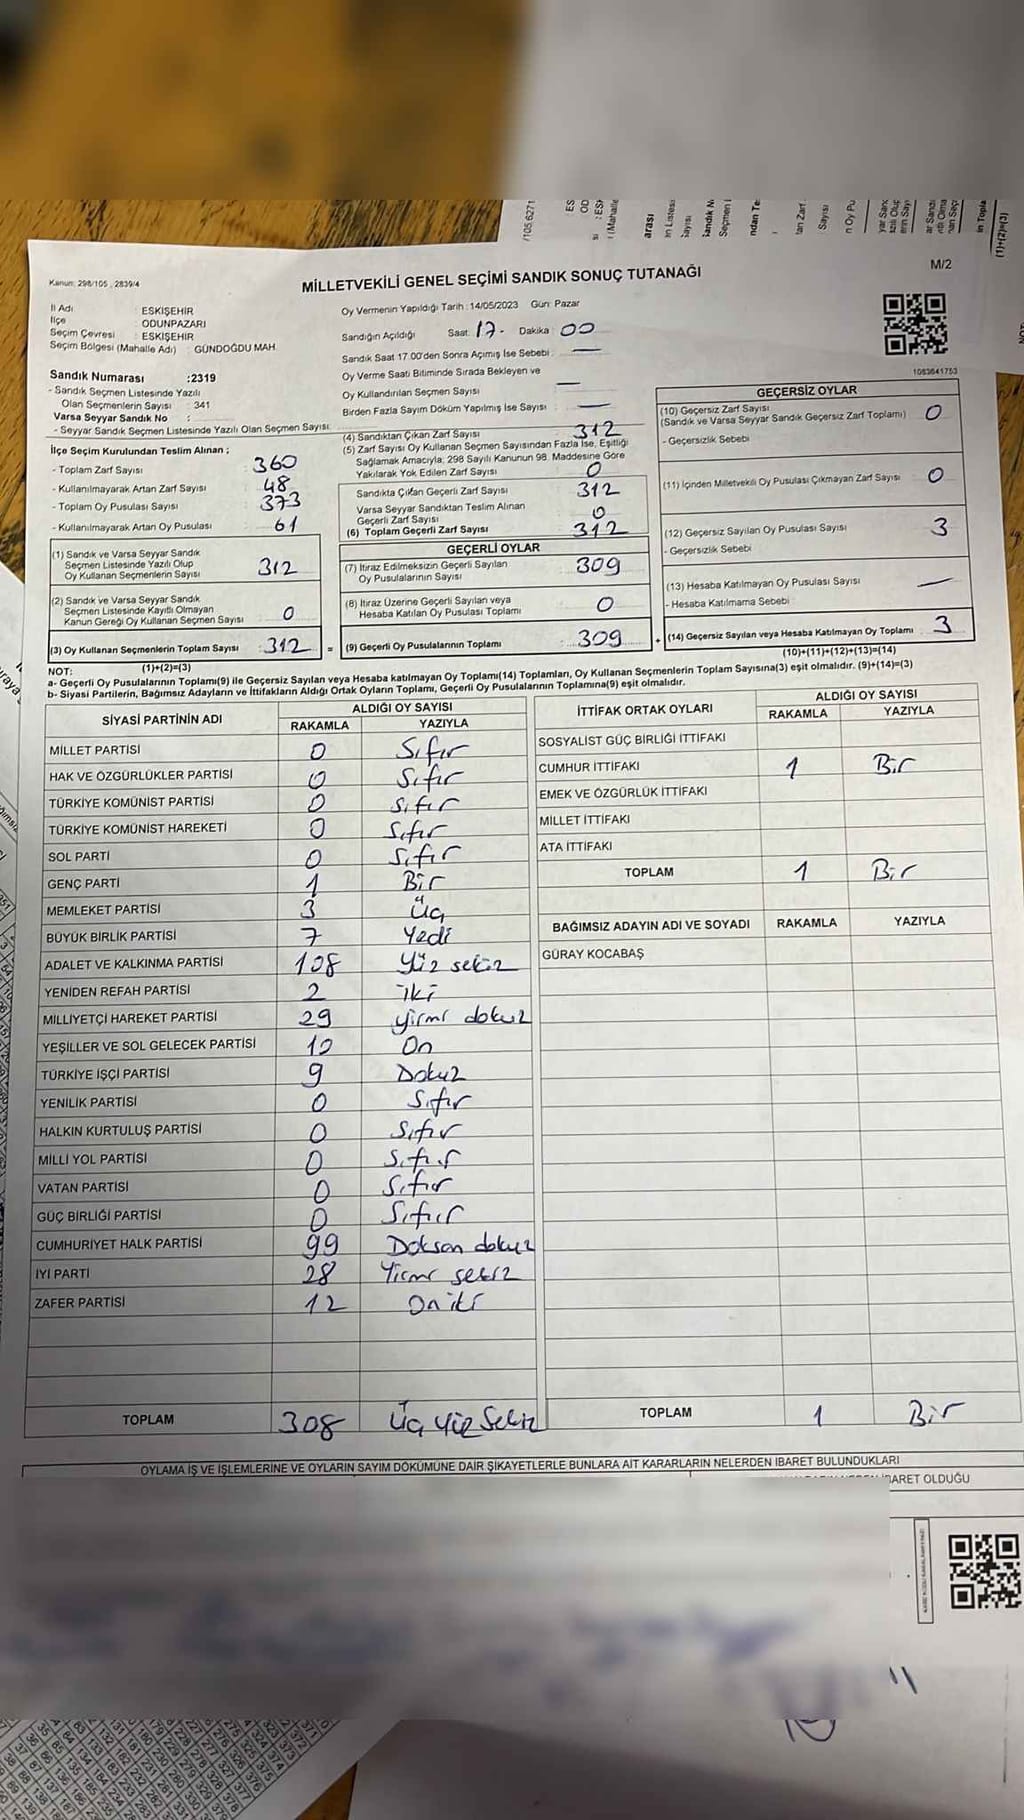 MİLLETVEKİLİ GENEL SEÇİMİ SANDIK SONUÇ TUTANAĞI
M/2
Kanun: 298/105 , 2839/4
İl Adı : ESKİŞEHİR
İlçe : ODUNPAZARI
Seçim Çevresi : ESKİŞEHİR
Seçim Bölgesi (Mahalle Adı) : GÜNDOĞDU MAH.
Sandık Numarası :2319
- Sandık Seçmen Listesinde Yazılı
Olan Seçmenlerin Sayısı : 341
Varsa Seyyar Sandık No :
- Seyyar Sandık Seçmen Listesinde Yazılı Olan Seçmen Sayısı:
Oy Vermenin Yapıldığı Tarih :14/05/2023 Gün: Pazar
Sandığın Açıldığı Saat: 17- Dakika : 00
Sandık Saat 17.00'den Sonra Açımış İse Sebebi : —
Oy Verme Saati Bitiminde Sırada Bekleyen ve
Oy Kullandırılan Seçmen Sayısı —
Birden Fazla Sayım Döküm Yapılmış İse Sayısı : —
1083641753
İlçe Seçim Kurulundan Teslim Alınan ;
- Toplam Zarf Sayısı : 360
- Kullanılmayarak Artan Zarf Sayısı : 48
- Toplam Oy Pusulası Sayısı : 373
- Kullanılmayarak Artan Oy Pusulası : 61
(1) Sandık ve Varsa Seyyar Sandık
Seçmen Listesinde Yazılı Olup
Oy Kullanan Seçmenlerin Sayısı : 312
(2) Sandık ve Varsa Seyyar Sandık
Seçmen Listesinde Kayıtlı Olmayan
Kanun Gereği Oy Kullanan Seçmen Sayısı : 0
(3) Oy Kullanan Seçmenlerin Toplam Sayısı : 312 =
(1)+(2)=(3)
(4) Sandıktan Çıkan Zarf Sayısı : 312
(5) Zarf Sayısı Oy Kullanan Seçmen Sayısından Fazla İse, Eşitliği
Sağlamak Amacıyla; 298 Sayılı Kanunun 98. Maddesine Göre
Yakılarak Yok Edilen Zarf Sayısı : 0
Sandıkta Çıkan Geçerli Zarf Sayısı : 312
Varsa Seyyar Sandıktan Teslim Alınan
Geçerli Zarf Sayısı : 0
(6) Toplam Geçerli Zarf Sayısı : 312
GEÇERLİ OYLAR
(7) İtiraz Edilmeksizin Geçerli Sayılan
Oy Pusulalarının Sayısı : 309
(8) İtiraz Üzerine Geçerli Sayılan veya
Hesaba Katılan Oy Pusulası Toplamı : 0
(9) Geçerli Oy Pusulalarının Toplamı : 309 +
GEÇERSİZ OYLAR
(10) Geçersiz Zarf Sayısı
(Sandık ve Varsa Seyyar Sandık Geçersiz Zarf Toplamı) : 0
- Geçersizlik Sebebi :
(11) İçinden Milletvekili Oy Pusulası Çıkmayan Zarf Sayısı : 0
(12) Geçersiz Sayılan Oy Pusulası Sayısı : 3
- Geçersizlik Sebebi :
(13) Hesaba Katılmayan Oy Pusulası Sayısı : —
- Hesaba Katılmama Sebebi :
(14) Geçersiz Sayılan veya Hesaba Katılmayan Oy Toplamı : 3
(10)+(11)+(12)+(13)=(14)
NOT:
a- Geçerli Oy Pusulalarının Toplamı(9) ile Geçersiz Sayılan veya Hesaba katılmayan Oy Toplamı(14) Toplamları, Oy Kullanan Seçmenlerin Toplam Sayısına(3) eşit olmalıdır. (9)+(14)=(3)
b- Siyasi Partilerin, Bağımsız Adayların ve İttifakların Aldığı Ortak Oyların Toplamı, Geçerli Oy Pusulalarının Toplamına(9) eşit olmalıdır.
SİYASİ PARTİNİN ADI ALDIĞI OY SAYISI
RAKAMLA YAZIYLA
MİLLET PARTİSİ 0 Sıfır
HAK VE ÖZGÜRLÜKLER PARTİSİ 0 Sıfır
TÜRKİYE KOMÜNİST PARTİSİ 0 Sıfır
TÜRKİYE KOMÜNİST HAREKETİ 0 Sıfır
SOL PARTİ 0 Sıfır
GENÇ PARTİ 1 Bir
MEMLEKET PARTİSİ 3 Üç
BÜYÜK BİRLİK PARTİSİ 7 Yedi
ADALET VE KALKINMA PARTİSİ 108 Yüz sekiz
YENİDEN REFAH PARTİSİ 2 iki
MİLLİYETÇİ HAREKET PARTİSİ 29 yirmi dokuz
YEŞİLLER VE SOL GELECEK PARTİSİ 10 On
TÜRKİYE İŞÇİ PARTİSİ 9 Dokuz
YENİLİK PARTİSİ 0 Sıfır
HALKIN KURTULUŞ PARTİSİ 0 Sıfır
MİLLİ YOL PARTİSİ 0 Sıfır
VATAN PARTİSİ 0 Sıfır
GÜÇ BİRLİĞİ PARTİSİ 0 Sıfır
CUMHURİYET HALK PARTİSİ 99 Doksan dokuz
İYİ PARTİ 28 Yirmi sekiz
ZAFER PARTİSİ 12 On iki
TOPLAM 308 Üç Yüz Sekiz
İTTİFAK ORTAK OYLARI ALDIĞI OY SAYISI
RAKAMLA YAZIYLA
SOSYALİST GÜÇ BİRLİĞİ İTTİFAKI
CUMHUR İTTİFAKI 1 Bir
EMEK VE ÖZGÜRLÜK İTTİFAKI
MİLLET İTTİFAKI
ATA İTTİFAKI
TOPLAM 1 Bir
BAĞIMSIZ ADAYIN ADI VE SOYADI RAKAMLA YAZIYLA
GÜRAY KOCABAŞ
TOPLAM 1 Bir
OYLAMA İŞ VE İŞLEMLERİNE VE OYLARIN SAYIM DÖKÜMÜNE DAİR ŞİKAYETLERLE BUNLARA AİT KARARLARIN NELERDEN İBARET BULUNDUKLARI
İBARET OLDUĞU